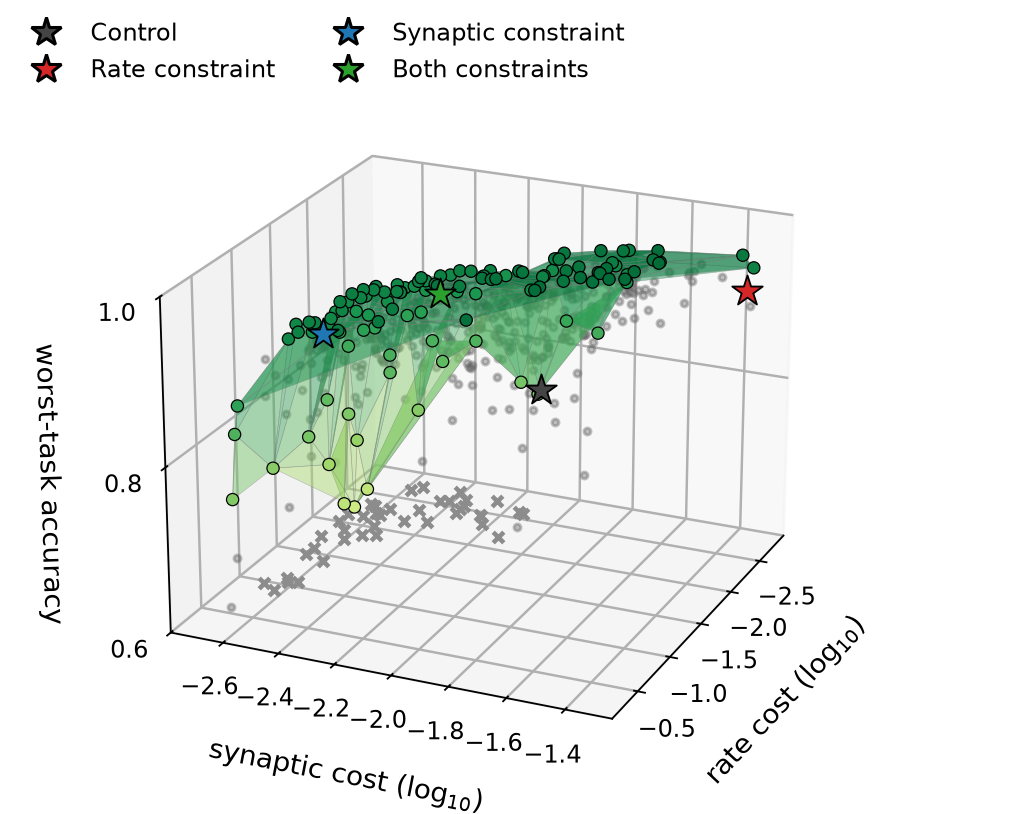 Control
Rate constraint
Synaptic constraint
Both constraints
1.0
0.8
0.6
worst-task accuracy
−2.6
−2.4
−2.2
−2.0
−1.8
−1.6
−1.4
synaptic cost (log₁₀)
−2.5
−2.0
−1.5
−1.0
−0.5
rate cost (log₁₀)